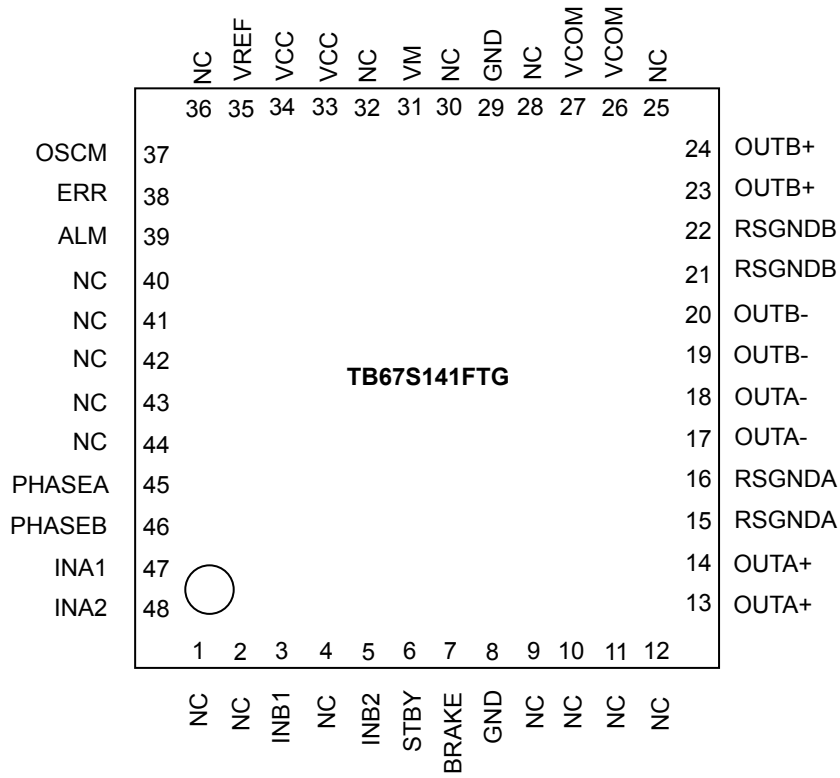 NC VREF VCC VCC NC VM NC GND NC VCOM VCOM NC
36 35 34 33 32 31 30 29 28 27 26 25
OSCM 37 24 OUTB+
ERR 38 23 OUTB+
ALM 39 22 RSGNDB
NC 40 21 RSGNDB
NC 41 20 OUTB-
NC 42 19 OUTB-
TB67S141FTG
NC 43 18 OUTA-
NC 44 17 OUTA-
PHASEA 45 16 RSGNDA
PHASEB 46 15 RSGNDA
INA1 47 14 OUTA+
INA2 48 13 OUTA+
1 2 3 4 5 6 7 8 9 10 11 12
NC NC INB1 NC INB2 STBY BRAKE GND NC NC NC NC